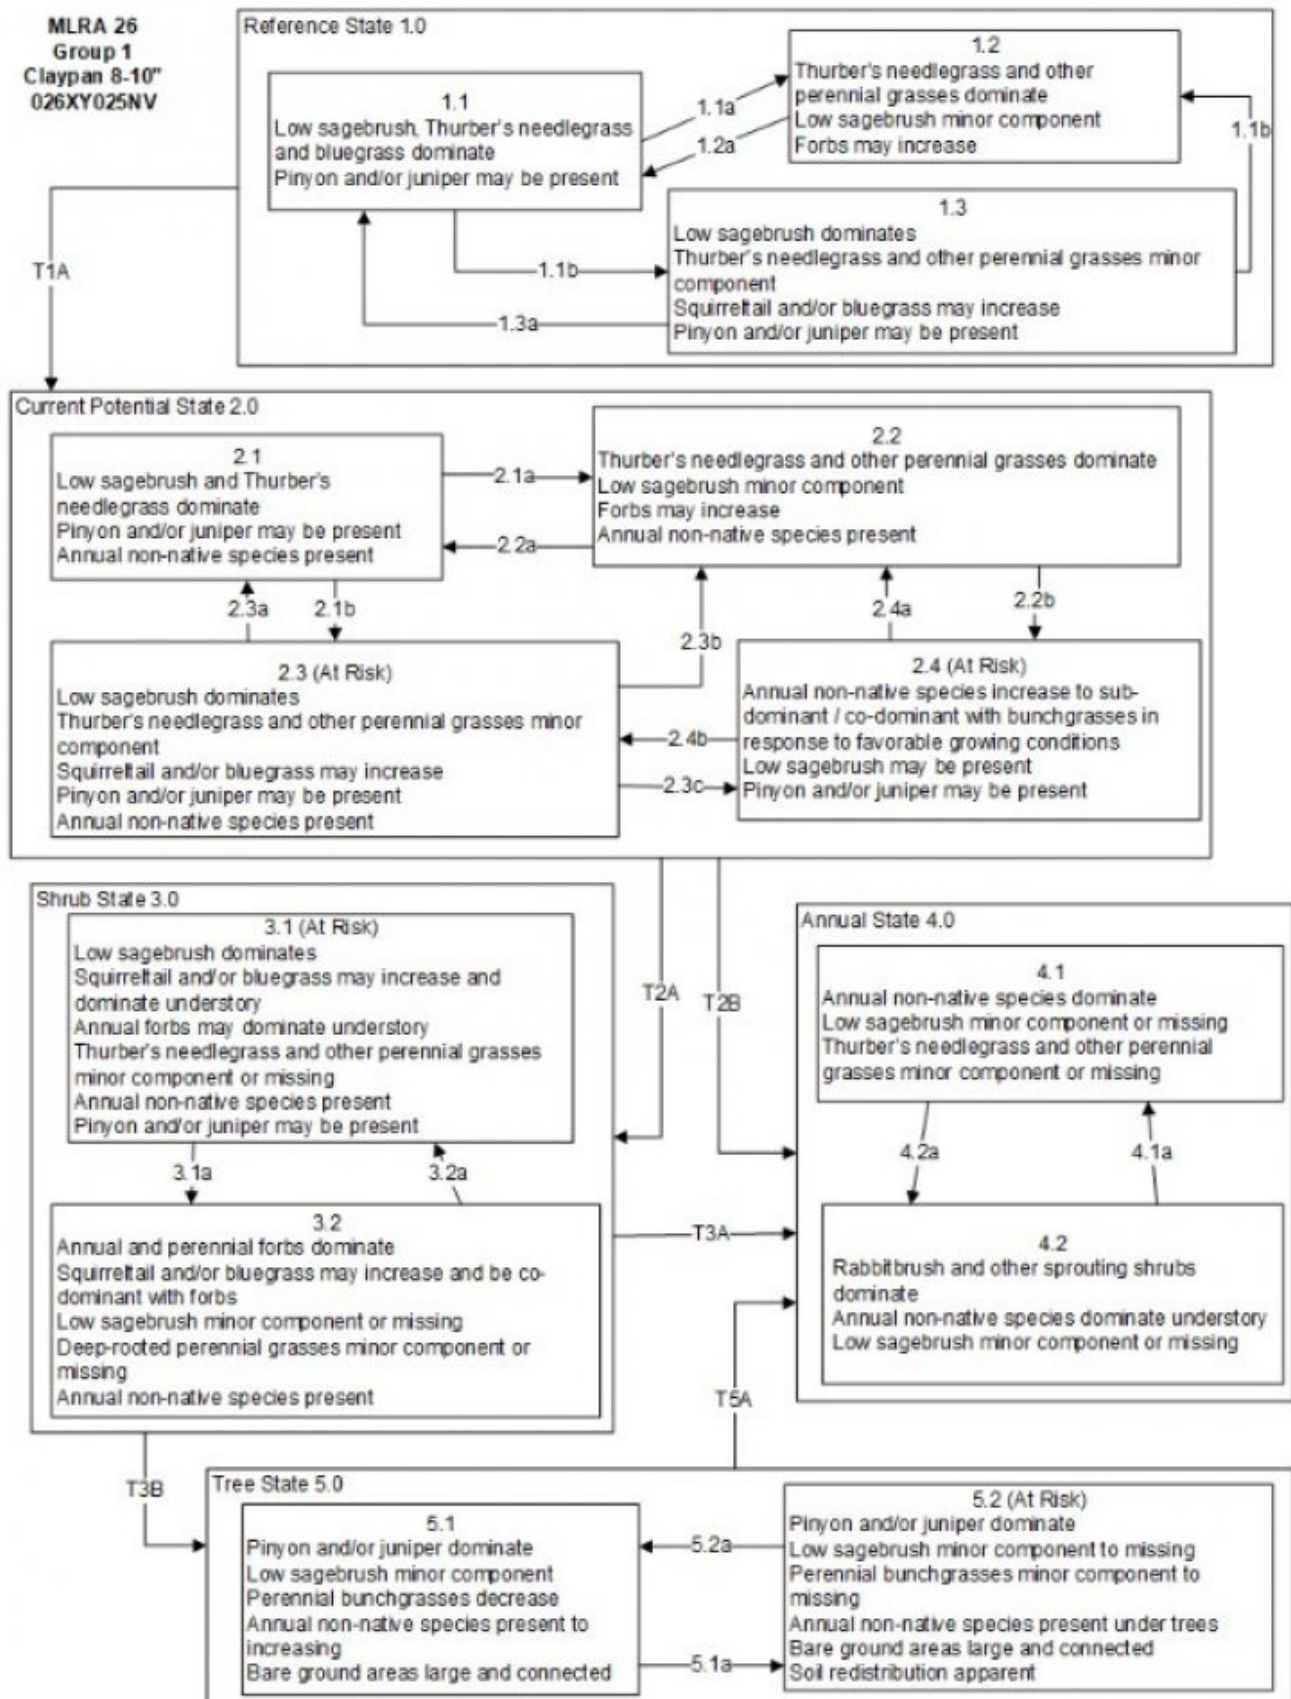 MLRA 26
Group 1
Claypan 8-10"
026XY025NV
Reference State 1.0
1.1
Low sagebrush, Thurber's needlegrass
and bluegrass dominate
Pinyon and/or juniper may be present
1.1a
1.2a
1.2
Thurber's needlegrass and other
perennial grasses dominate
Low sagebrush minor component
Forbs may increase
1.1b
1.3
Low sagebrush dominates
Thurber's needlegrass and other perennial grasses minor
component
Squirreltail and/or bluegrass may increase
Pinyon and/or juniper may be present
1.1b
1.3a
T1A
Current Potential State 2.0
2.1
Low sagebrush and Thurber's
needlegrass dominate
Pinyon and/or juniper may be present
Annual non-native species present
2.1a
2.2a
2.2
Thurber's needlegrass and other perennial grasses dominate
Low sagebrush minor component
Forbs may increase
Annual non-native species present
2.3a
2.1b
2.3b
2.4a
2.2b
2.3 (At Risk)
Low sagebrush dominates
Thurber's needlegrass and other perennial grasses minor
component
Squirreltail and/or bluegrass may increase
Pinyon and/or juniper may be present
Annual non-native species present
2.4b
2.3c
2.4 (At Risk)
Annual non-native species increase to sub-
dominant / co-dominant with bunchgrasses in
response to favorable growing conditions
Low sagebrush may be present
Pinyon and/or juniper may be present
Shrub State 3.0
3.1 (At Risk)
Low sagebrush dominates
Squirreltail and/or bluegrass may increase and
dominate understory
Annual forbs may dominate understory
Thurber's needlegrass and other perennial grasses
minor component or missing
Annual non-native species present
Pinyon and/or juniper may be present
3.1a
3.2a
3.2
Annual and perennial forbs dominate
Squirreltail and/or bluegrass may increase and be co-
dominant with forbs
Low sagebrush minor component or missing
Deep-rooted perennial grasses minor component or
missing
Annual non-native species present
T2A
T2B
T3A
Annual State 4.0
4.1
Annual non-native species dominate
Low sagebrush minor component or missing
Thurber's needlegrass and other perennial
grasses minor component or missing
4.2a
4.1a
4.2
Rabbitbrush and other sprouting shrubs
dominate
Annual non-native species dominate understory
Low sagebrush minor component or missing
T5A
T3B
Tree State 5.0
5.1
Pinyon and/or juniper dominate
Low sagebrush minor component
Perennial bunchgrasses decrease
Annual non-native species present to
increasing
Bare ground areas large and connected
5.2a
5.1a
5.2 (At Risk)
Pinyon and/or juniper dominate
Low sagebrush minor component to missing
Perennial bunchgrasses minor component to
missing
Annual non-native species present under trees
Bare ground areas large and connected
Soil redistribution apparent